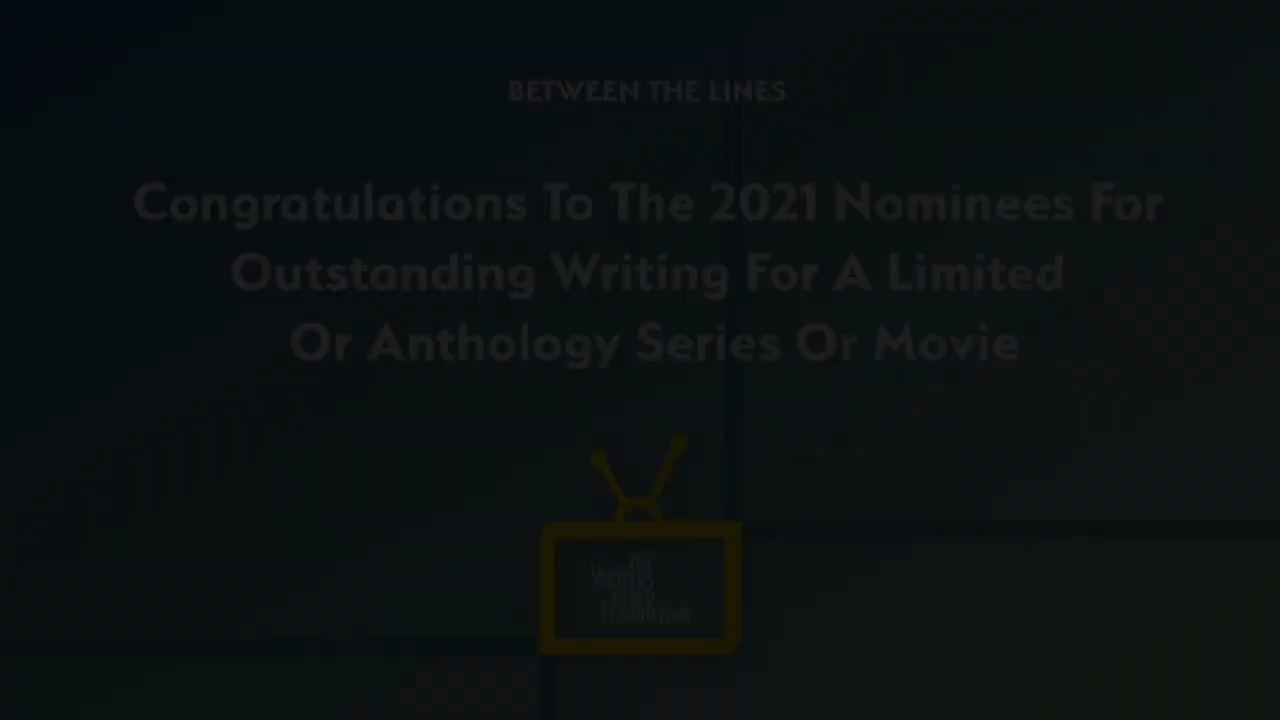 BETWEEN THE LINES
Congratulations To The 2021 Nominees For
Outstanding Writing For A Limited
Or Anthology Series Or Movie